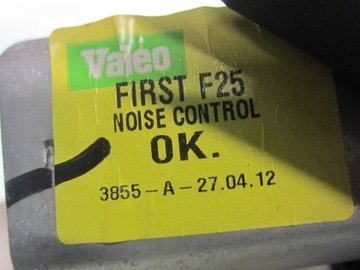 Valeo
FIRST F25
NOISE CONTROL
OK.
3855-A-27.04.12